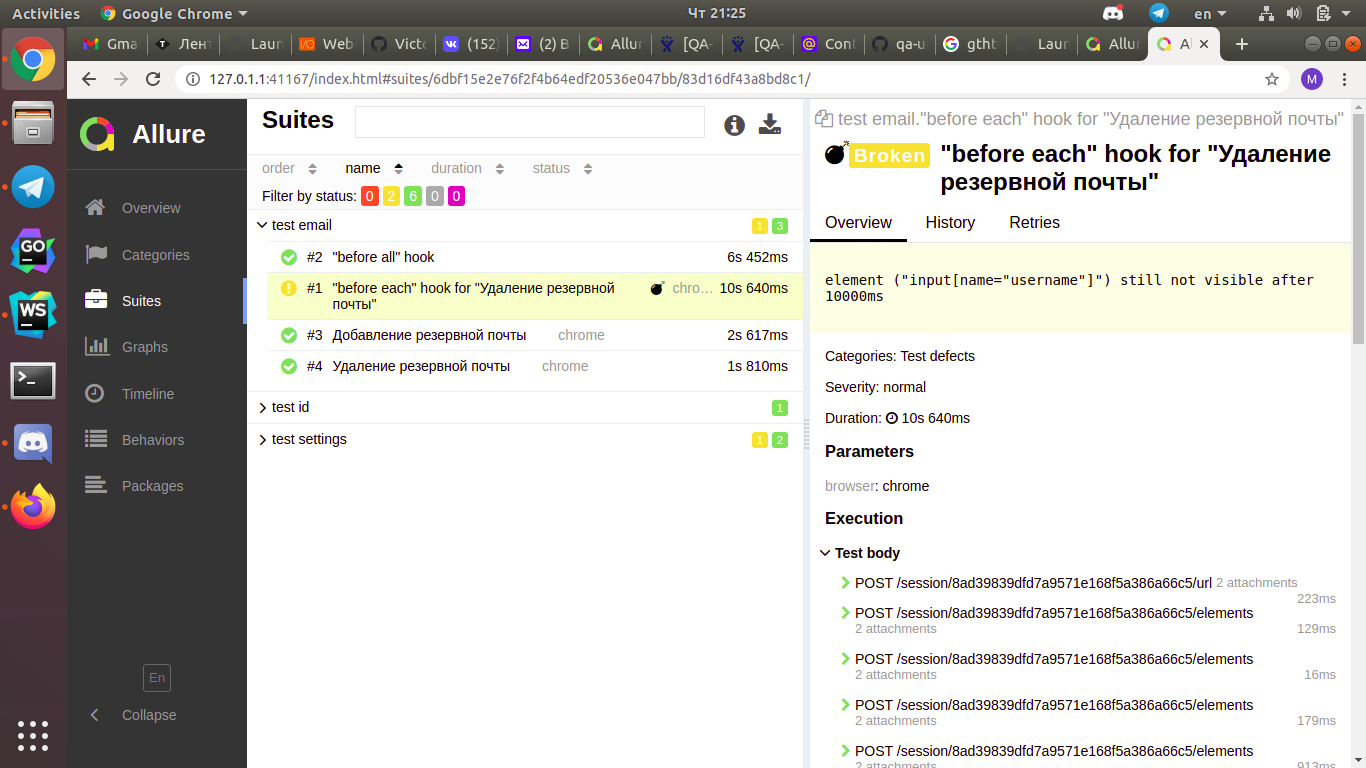 Activities Google Chrome Чт 21:25 en
Gma Лен Laun Web Victo (152) (2) В Allur [QA- [QA- Cont qa-u gtht Laun Allur Al
127.0.1.1:41167/index.html#suites/6dbf15e2e76f2f4b64edf20536e047bb/83d16df43a8bd8c1/ M
Allure
Overview
Categories
Suites
Graphs
Timeline
Behaviors
Packages
En
Collapse
Suites
order name duration status
Filter by status: 0 2 6 0 0
test email 1 3
#2 "before all" hook 6s 452ms
#1 "before each" hook for "Удаление резервной chro… 10s 640ms
почты"
#3 Добавление резервной почты chrome 2s 617ms
#4 Удаление резервной почты chrome 1s 810ms
test id 1
test settings 1 2
test email."before each" hook for "Удаление резервной почты"
Broken "before each" hook for "Удаление
резервной почты"
Overview History Retries
element ("input[name="username"]") still not visible after
10000ms
Categories: Test defects
Severity: normal
Duration: 10s 640ms
Parameters
browser: chrome
Execution
Test body
POST /session/8ad39839dfd7a9571e168f5a386a66c5/url 2 attachments
223ms
POST /session/8ad39839dfd7a9571e168f5a386a66c5/elements
2 attachments 129ms
POST /session/8ad39839dfd7a9571e168f5a386a66c5/elements
2 attachments 16ms
POST /session/8ad39839dfd7a9571e168f5a386a66c5/elements
2 attachments 179ms
POST /session/8ad39839dfd7a9571e168f5a386a66c5/elements
2 attachments 913ms
GO
WS